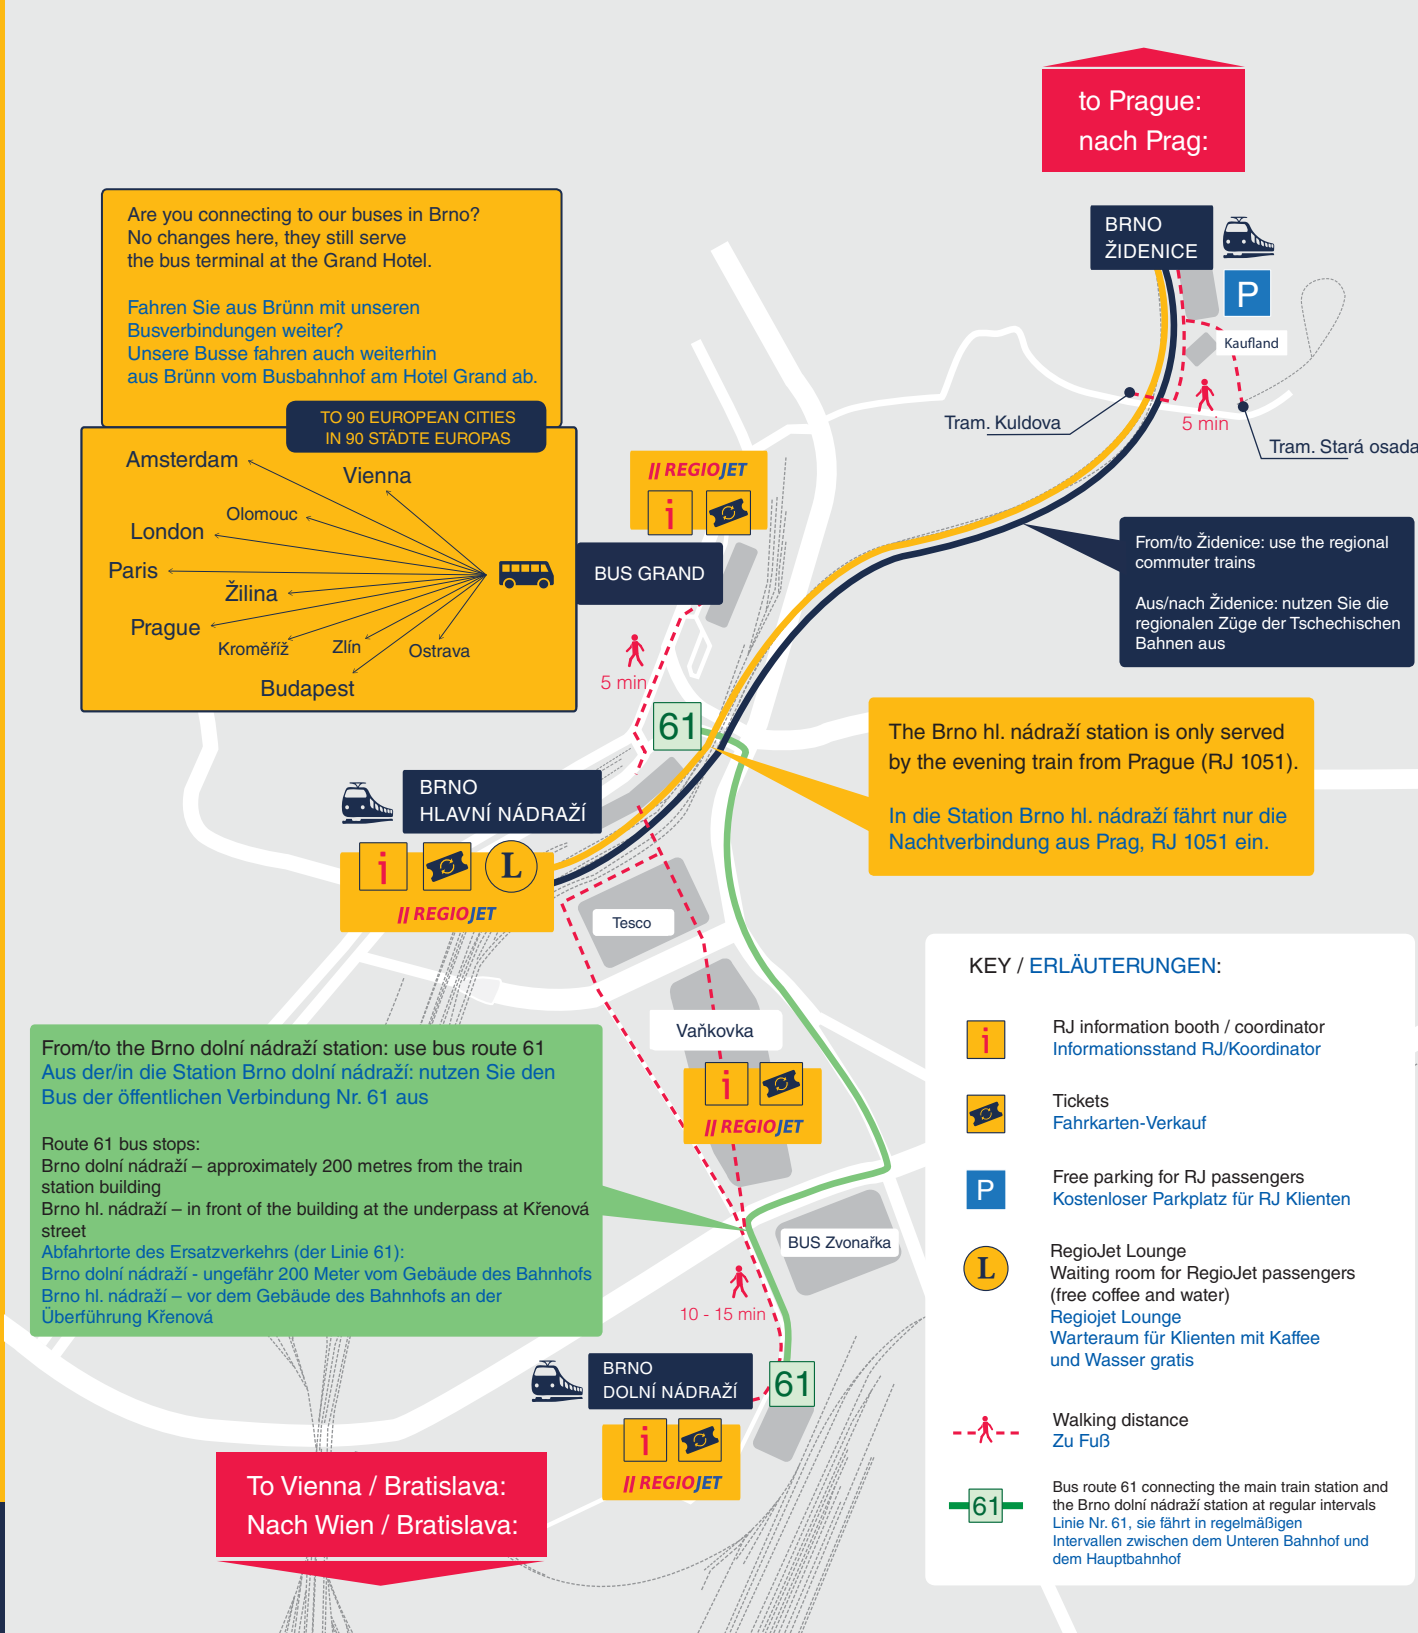 to Prague:
nach Prag:
BRNO
ŽIDENICE
P
Kaufland
Are you connecting to our buses in Brno?
No changes here, they still serve
the bus terminal at the Grand Hotel.
Fahren Sie aus Brünn mit unseren
Busverbindungen weiter?
Unsere Busse fahren auch weiterhin
aus Brünn vom Busbahnhof am Hotel Grand ab.
TO 90 EUROPEAN CITIES
IN 90 STÄDTE EUROPAS
Amsterdam
Vienna
Olomouc
London
Paris
Žilina
Prague
Kroměříž
Zlín
Ostrava
Budapest
REGIOJET
i
BUS GRAND
5 min
Tram. Kuldova
5 min
Tram. Stará osada
From/to Židenice: use the regional
commuter trains
Aus/nach Židenice: nutzen Sie die
regionalen Züge der Tschechischen
Bahnen aus
61
The Brno hl. nádraží station is only served
by the evening train from Prague (RJ 1051).
In die Station Brno hl. nádraží fährt nur die
Nachtverbindung aus Prag, RJ 1051 ein.
BRNO
HLAVNÍ NÁDRAŽÍ
i
L
REGIOJET
Tesco
Vaňkovka
i
REGIOJET
From/to the Brno dolní nádraží station: use bus route 61
Aus der/in die Station Brno dolní nádraží: nutzen Sie den
Bus der öffentlichen Verbindung Nr. 61 aus
Route 61 bus stops:
Brno dolní nádraží – approximately 200 metres from the train
station building
Brno hl. nádraží – in front of the building at the underpass at Křenová
street
Abfahrtorte des Ersatzverkehrs (der Linie 61):
Brno dolní nádraží - ungefähr 200 Meter vom Gebäude des Bahnhofs
Brno hl. nádraží – vor dem Gebäude des Bahnhofs an der
Überführung Křenová
BUS Zvonařka
10 - 15 min
BRNO
DOLNÍ NÁDRAŽÍ
61
i
REGIOJET
To Vienna / Bratislava:
Nach Wien / Bratislava:
KEY / ERLÄUTERUNGEN:
i
RJ information booth / coordinator
Informationsstand RJ/Koordinator
Tickets
Fahrkarten-Verkauf
P
Free parking for RJ passengers
Kostenloser Parkplatz für RJ Klienten
L
RegioJet Lounge
Waiting room for RegioJet passengers
(free coffee and water)
Regiojet Lounge
Warteraum für Klienten mit Kaffee
und Wasser gratis
Walking distance
Zu Fuß
61
Bus route 61 connecting the main train station and
the Brno dolní nádraží station at regular intervals
Linie Nr. 61, sie fährt in regelmäßigen
Intervallen zwischen dem Unteren Bahnhof und
dem Hauptbahnhof